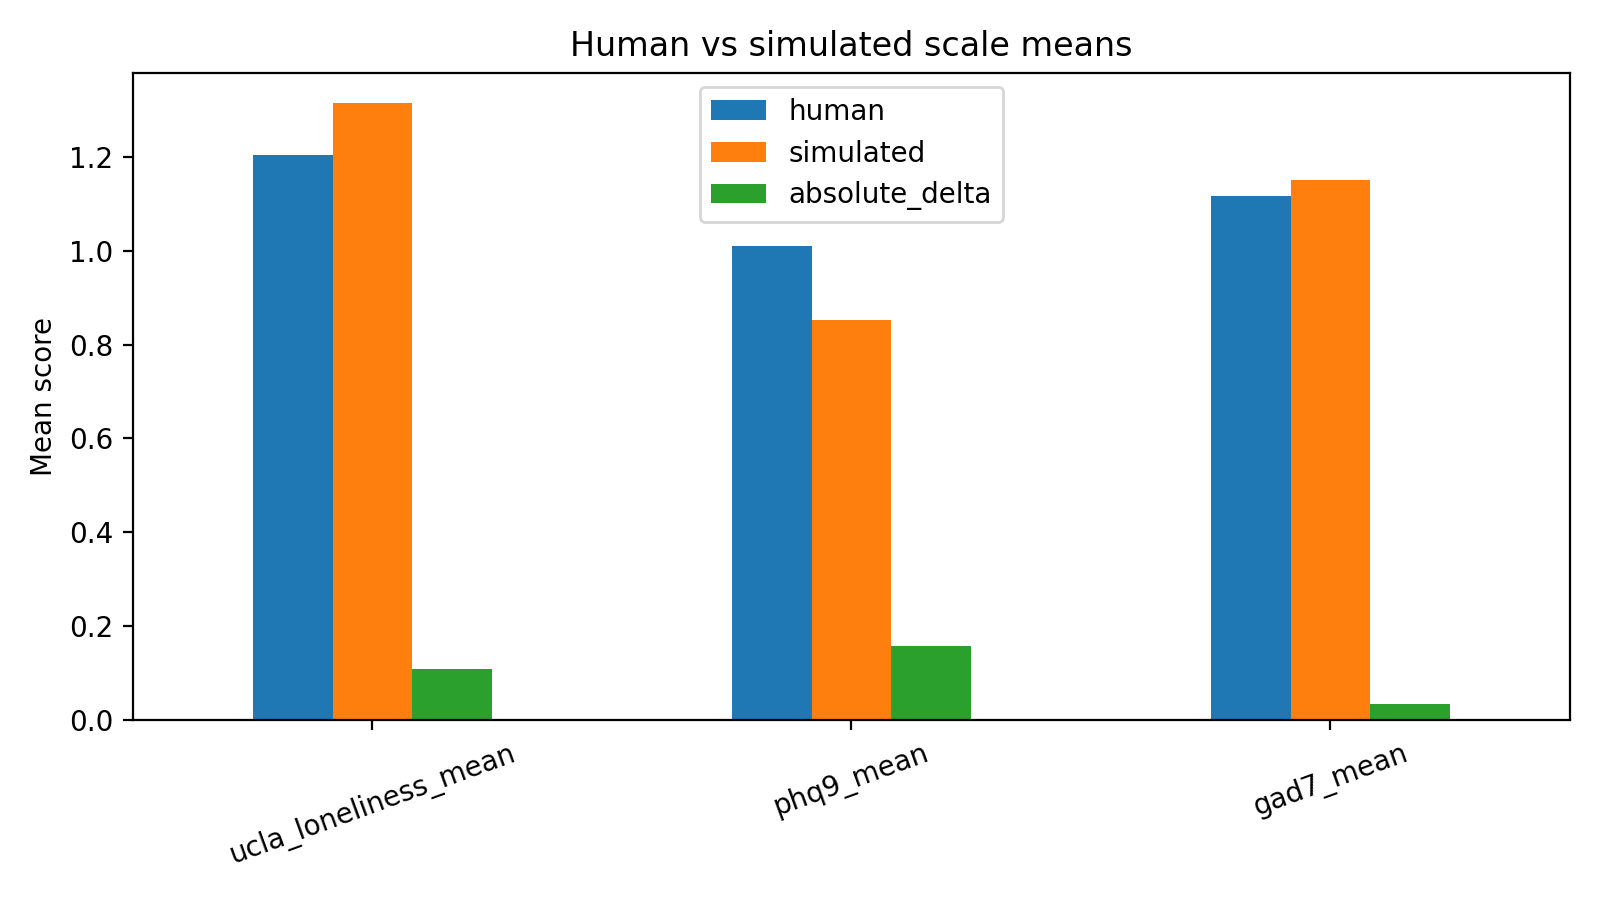 Human vs simulated scale means
human
simulated
absolute_delta
Mean score
1.2
1.0
0.8
0.6
0.4
0.2
0.0
ucla_loneliness_mean
phq9_mean
gad7_mean